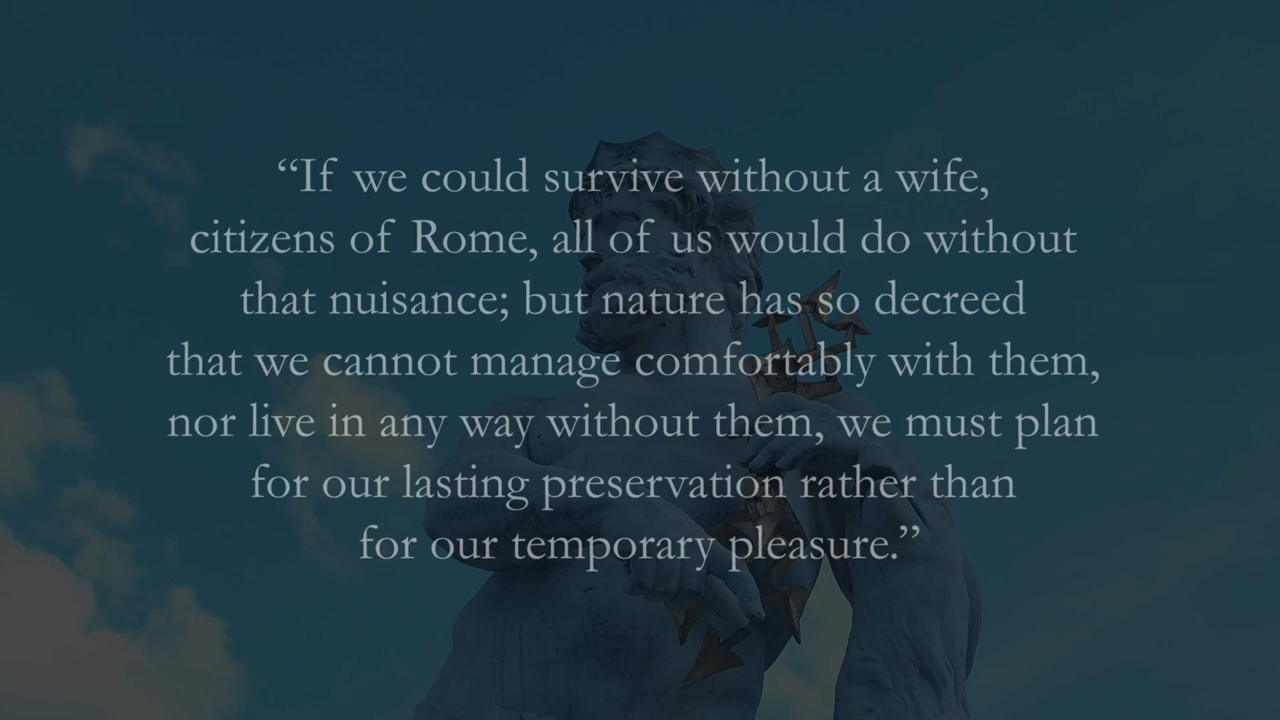 “If we could survive without a wife,
citizens of Rome, all of us would do without
that nuisance; but nature has so decreed
that we cannot manage comfortably with them,
nor live in any way without them, we must plan
for our lasting preservation rather than
for our temporary pleasure.”